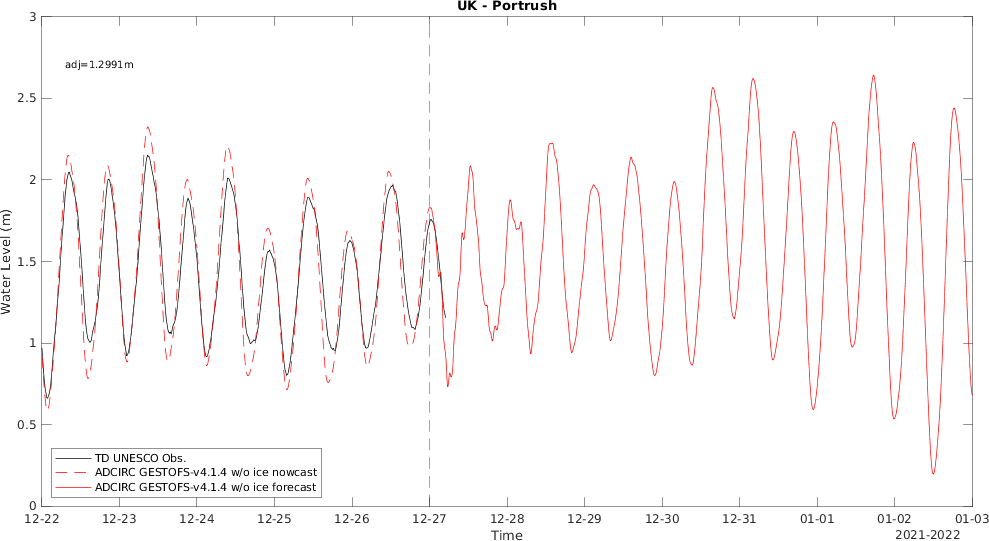 UK - Portrush
adj=1.2991m
3
2.5
2
1.5
1
0.5
0
Water Level (m)
TD UNESCO Obs.
ADCIRC GESTOFS-v4.1.4 w/o ice nowcast
ADCIRC GESTOFS-v4.1.4 w/o ice forecast
12-22 12-23 12-24 12-25 12-26 12-27 12-28 12-29 12-30 12-31 01-01 01-02 01-03
Time
2021-2022